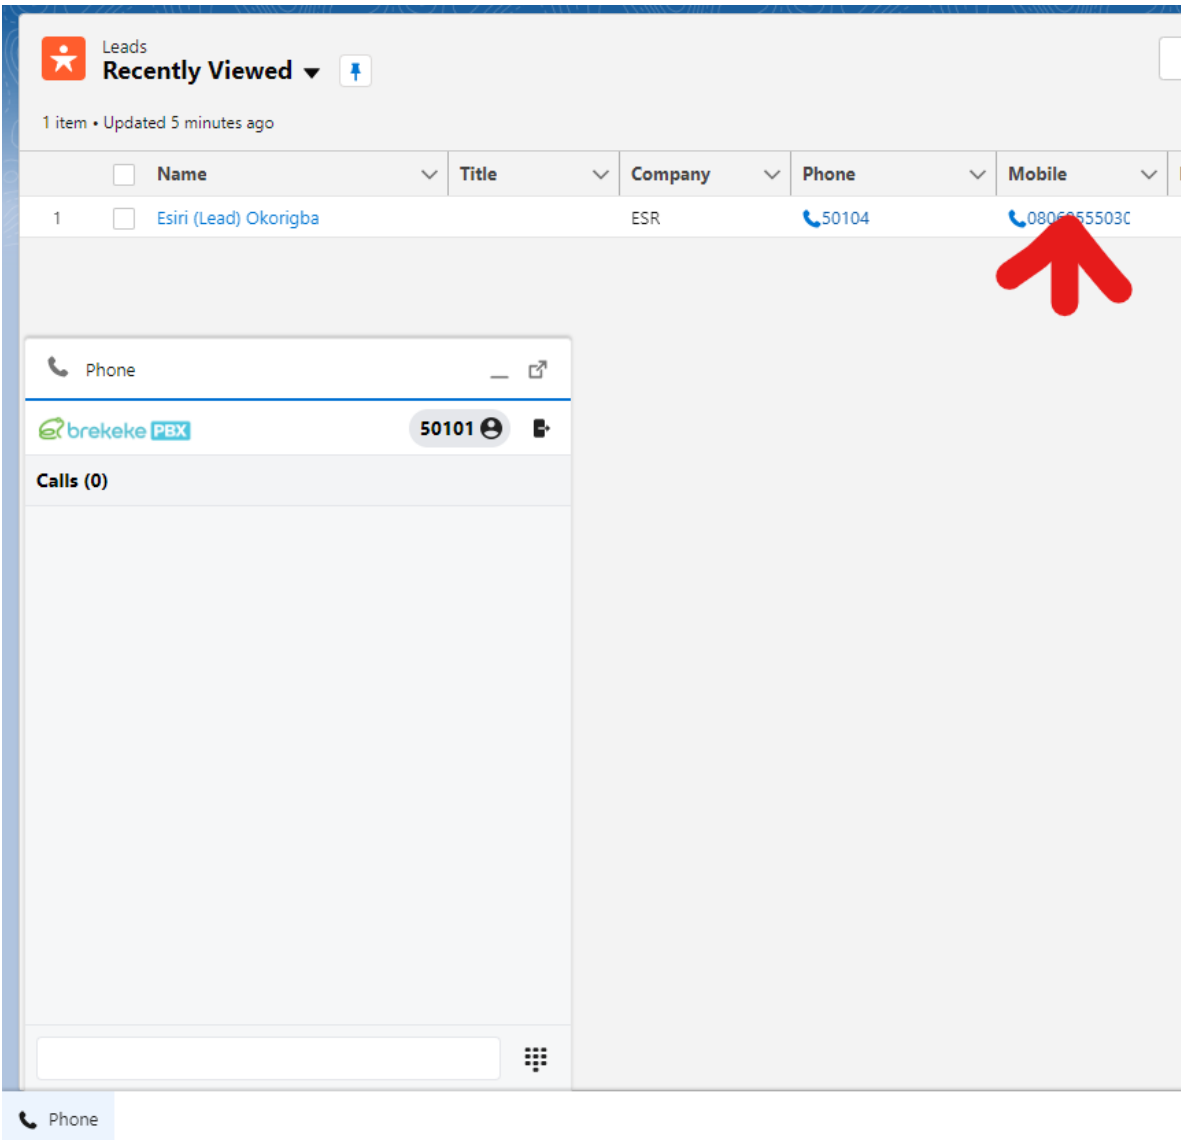 Leads
Recently Viewed
1 item • Updated 5 minutes ago
Name Title Company Phone Mobile
1 Esiri (Lead) Okorigba ESR 50104
Phone
brekeke PBX 50101
Calls (0)
Phone